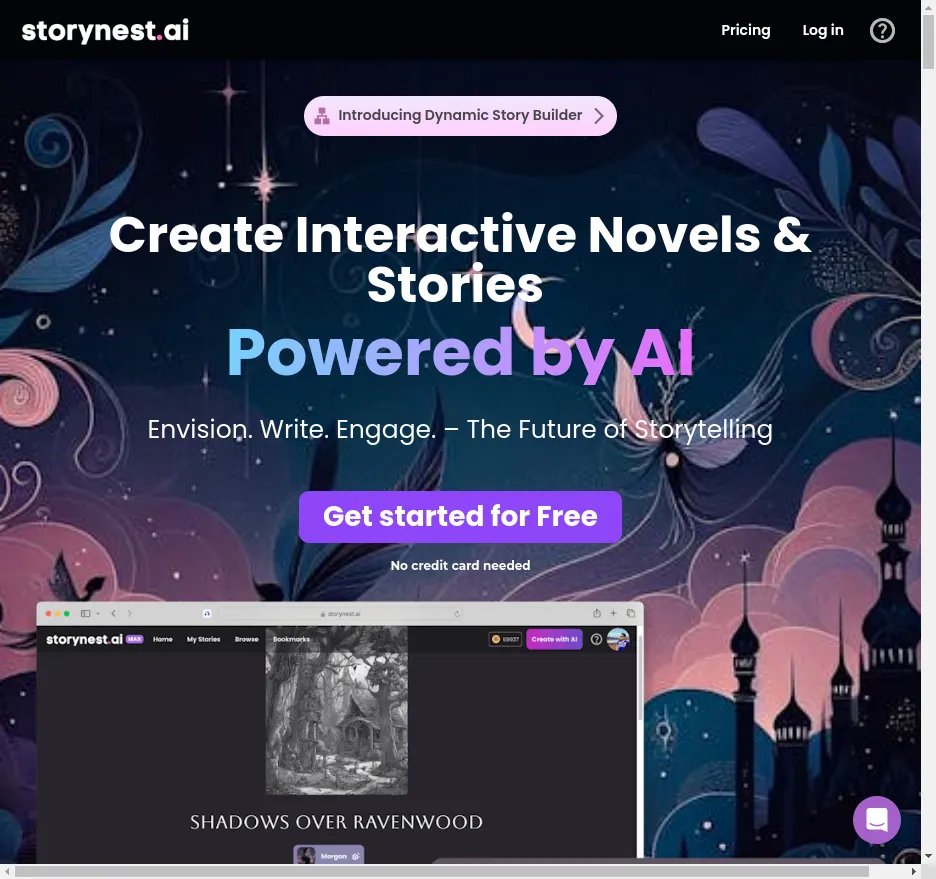 storynest.ai
Pricing
Log in
Introducing Dynamic Story Builder
Create Interactive Novels &
Stories
Powered by AI
Envision. Write. Engage. – The Future of Storytelling
Get started for Free
No credit card needed
storynest.ai
storynest.ai MAX Home My Stories Browse Bookmarks 69937 Create with AI
SHADOWS OVER RAVENWOOD
Morgan